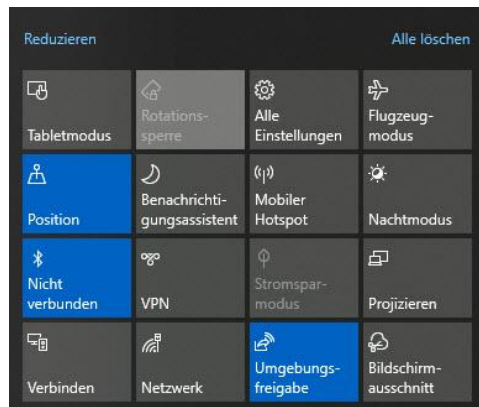 Reduzieren
Alle löschen
Tabletmodus
Rotations-
sperre
Alle
Einstellungen
Flugzeug-
modus
Position
Benachrichti-
gungsassistent
Mobiler
Hotspot
Nachtmodus
Nicht
verbunden
VPN
Stromspar-
modus
Projizieren
Verbinden
Netzwerk
Umgebungs-
freigabe
Bildschirm-
ausschnitt